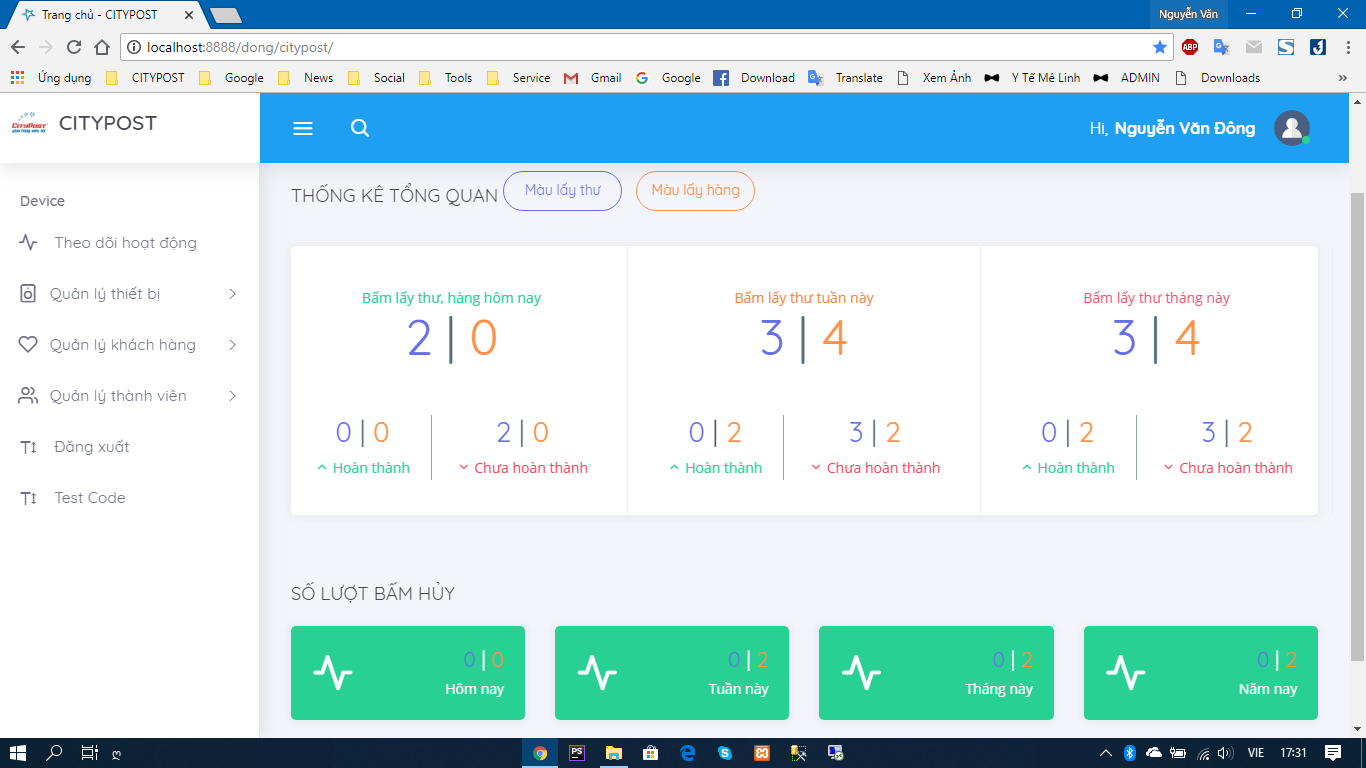 Trang chủ - CITYPOST
Nguyễn Văn
localhost:8888/dong/citypost/
ABP
Ứng dụng CITYPOST Google News Social Tools Service Gmail Google Download Translate Xem Ảnh Y Tế Mê Linh ADMIN Downloads »
CITYPOST
Hi, Nguyễn Văn Đông
Device
Theo dõi hoạt động
Quản lý thiết bị
Quản lý khách hàng
Quản lý thành viên
Đăng xuất
Test Code
THỐNG KÊ TỔNG QUAN Màu lấy thư Màu lấy hàng
Bấm lấy thư, hàng hôm nay
2 | 0
0 | 0 2 | 0
Hoàn thành Chưa hoàn thành
Bấm lấy thư tuần này
3 | 4
0 | 2 3 | 2
Hoàn thành Chưa hoàn thành
Bấm lấy thư tháng này
3 | 4
0 | 2 3 | 2
Hoàn thành Chưa hoàn thành
SỐ LƯỢT BẤM HỦY
0 | 0
Hôm nay
0 | 2
Tuần này
0 | 2
Tháng này
0 | 2
Năm nay
PS
VIE 17:31